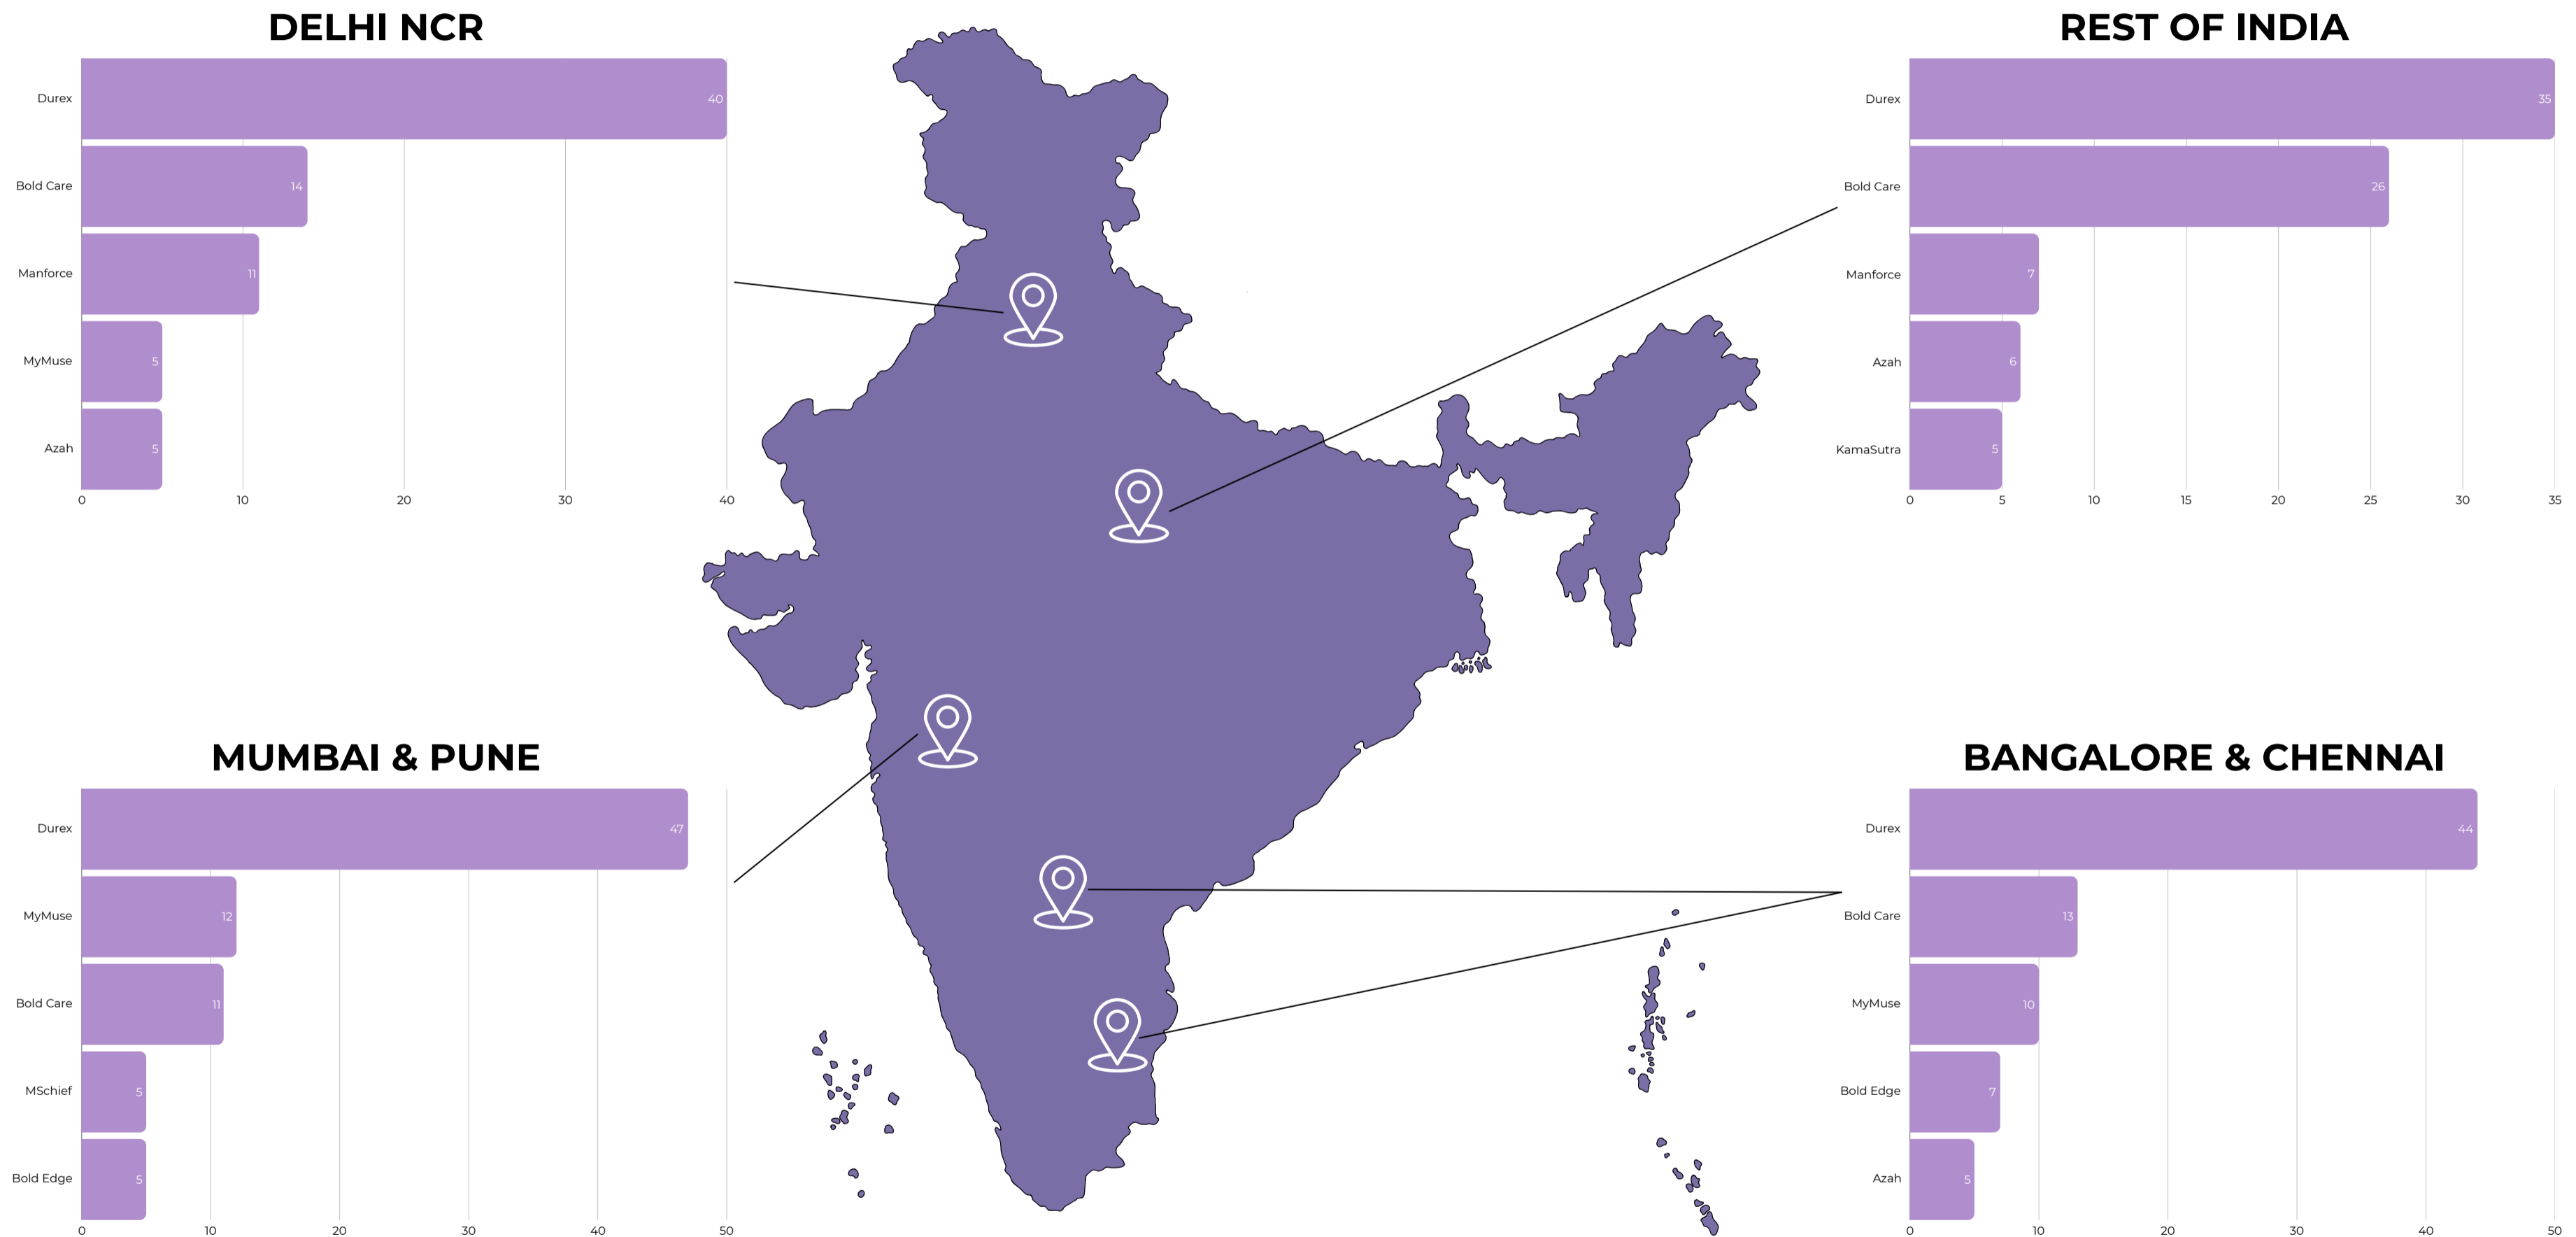 DELHI NCR
Durex
40
Bold Care
14
Manforce
11
MyMuse
5
Azah
5
0 10 20 30 40
REST OF INDIA
Durex
35
Bold Care
26
Manforce
7
Azah
6
KamaSutra
5
0 5 10 15 20 25 30 35
MUMBAI & PUNE
Durex
47
MyMuse
12
Bold Care
11
MSchief
5
Bold Edge
5
0 10 20 30 40 50
BANGALORE & CHENNAI
Durex
44
Bold Care
13
MyMuse
10
Bold Edge
7
Azah
5
0 10 20 30 40 50